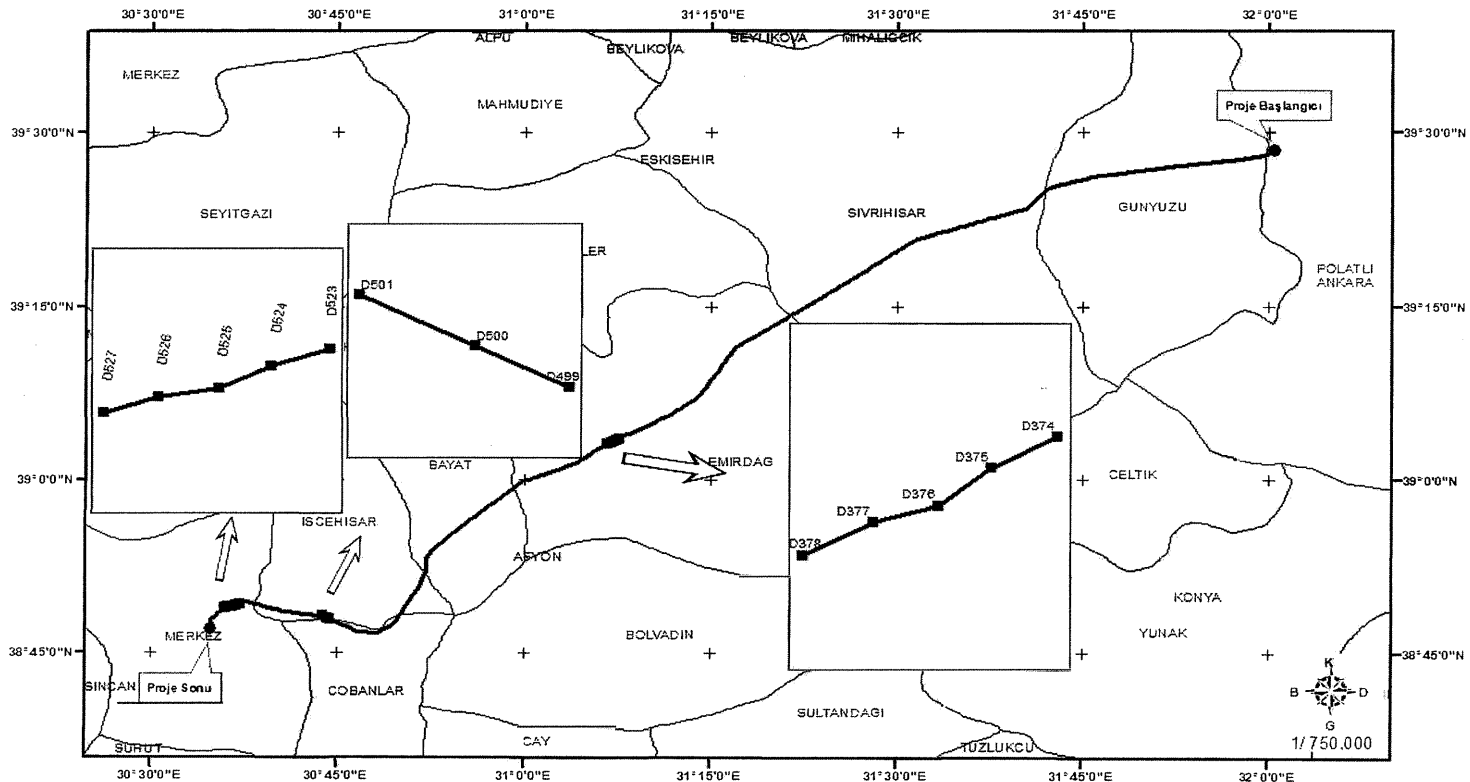 30°30'0"E 30°45'0"E 31°0'0"E 31°15'0"E 31°30'0"E 31°45'0"E 32°0'0"E
ALPU
BEYLIKOVA
BEYLIKOVA
MIHALIGCIK
MERKEZ
MAHMUDIYE
Proje Başlangıcı
39°30'0"N
39°30'0"N
ESKISEHIR
SEYITGAZI
SIVRIHISAR
GUNYUZU
LER
POLATLI
ANKARA
39°15'0"N
39°15'0"N
D527
D526
D525
D524
D523
D501
D500
D499
D374
D375
D376
D377
D378
BAYAT
EMIRDAG
CELTIK
39°0'0"N
39°0'0"N
ISCEHISAR
AFYON
KONYA
YUNAK
MERKEZ
BOLVADIN
38°45'0"N
38°45'0"N
SINCAN
Proje Sonu
COBANLAR
SULTANDAGI
K
B D
G
SUHUT
CAY
TUZLUKCU
1/ 750.000
30°30'0"E 30°45'0"E 31°0'0"E 31°15'0"E 31°30'0"E 31°45'0"E 32°0'0"E